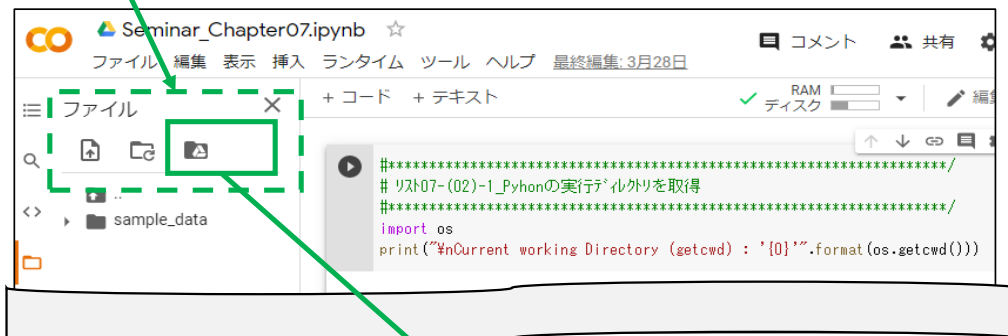 Seminar_Chapter07.ipynb
コメント
共有
ファイル 編集 表示 挿入 ランタイム ツール ヘルプ 最終編集: 3月28日
ファイル
+ コード + テキスト
RAM
ディスク
..
sample_data
#*********************************************************************/
# リスト07-(02)-1_Pyhonの実行ディレクトリを取得
#*********************************************************************/
import os
print("¥nCurrent working Directory (getcwd) : '{0}'".format(os.getcwd()))